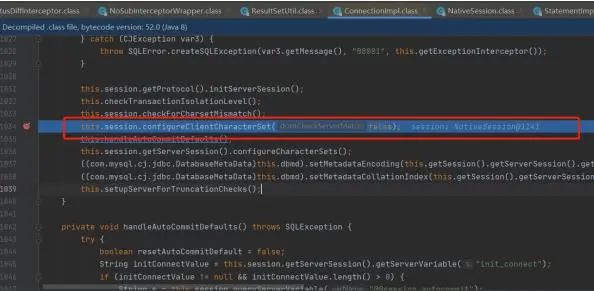 tusDiffInterceptor.class NoSubInterceptorWrapper.class ResultSetUtil.class ConnectionImpl.class NativeSession.class StatementImpl
Decompiled .class file, bytecode version: 52.0 (Java 8)
1027 } catch (CJException var3) {
1028 throw SQLError.createSQLException(var3.getMessage(), "08001", this.getExceptionInterceptor());
1029 }
1030
1031 this.session.getProtocol().initServerSession();
1032 this.checkTransactionIsolationLevel();
1033 this.session.checkForCharsetMismatch();
1034 this.session.configureClientCharacterSet( dontCheckServerMatch: false); session: NativeSession@1241
1035 this.handleAutoCommitDefaults();
1036 this.session.getServerSession().configureCharacterSets();
1037 ((com.mysql.cj.jdbc.DatabaseMetaData)this.dbmd).setMetadataEncoding(this.getSession().getServerSession().get
1038 ((com.mysql.cj.jdbc.DatabaseMetaData)this.dbmd).setMetadataCollationIndex(this.getSession().getServerSession
1039 this.setupServerForTruncationChecks();
1040 }
1041
1042 private void handleAutoCommitDefaults() throws SQLException {
1043 try {
1044 boolean resetAutoCommitDefault = false;
1045 String initConnectValue = this.session.getServerSession().getServerVariable( "init_connect");
1046 if (initConnectValue != null && initConnectValue.length() > 0) {
String s = this.session.queryServerVariable( "@@session.autocommit");